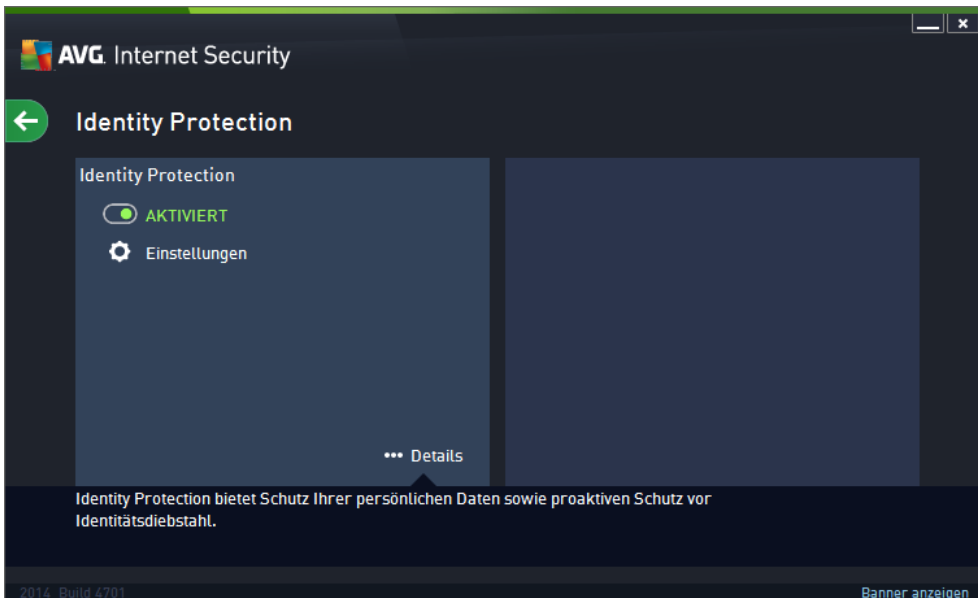 AVG. Internet Security
Identity Protection
Identity Protection
AKTIVIERT
Einstellungen
••• Details
Identity Protection bietet Schutz Ihrer persönlichen Daten sowie proaktiven Schutz vor
Identitätsdiebstahl.
2014 Build 4701
Banner anzeigen